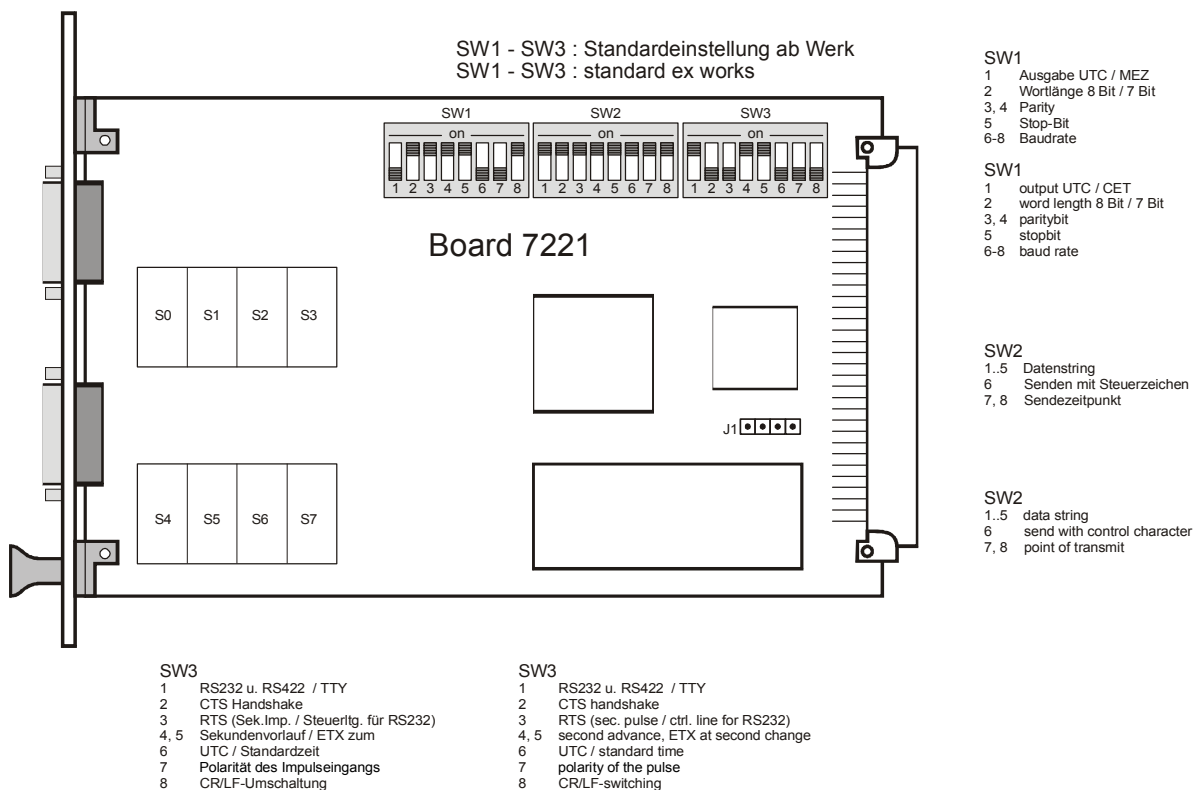 SW1 - SW3 : Standardeinstellung ab Werk
SW1 - SW3 : standard ex works
SW1 SW2 SW3
on on on
1 2 3 4 5 6 7 8 1 2 3 4 5 6 7 8 1 2 3 4 5 6 7 8
Board 7221
S0 S1 S2 S3
J1
S4 S5 S6 S7
SW1
1 Ausgabe UTC / MEZ
2 Wortlänge 8 Bit / 7 Bit
3, 4 Parity
5 Stop-Bit
6-8 Baudrate
SW1
1 output UTC / CET
2 word length 8 Bit / 7 Bit
3, 4 paritybit
5 stopbit
6-8 baud rate
SW2
1..5 Datenstring
6 Senden mit Steuerzeichen
7, 8 Sendezeitpunkt
SW2
1..5 data string
6 send with control character
7, 8 point of transmit
SW3
1 RS232 u. RS422 / TTY
2 CTS Handshake
3 RTS (Sek.Imp. / Steuerltg. für RS232)
4, 5 Sekundenvorlauf / ETX zum
6 UTC / Standardzeit
7 Polarität des Impulseingangs
8 CR/LF-Umschaltung
SW3
1 RS232 u. RS422 / TTY
2 CTS handshake
3 RTS (sec. pulse / ctrl. line for RS232)
4, 5 second advance, ETX at second change
6 UTC / standard time
7 polarity of the pulse
8 CR/LF-switching